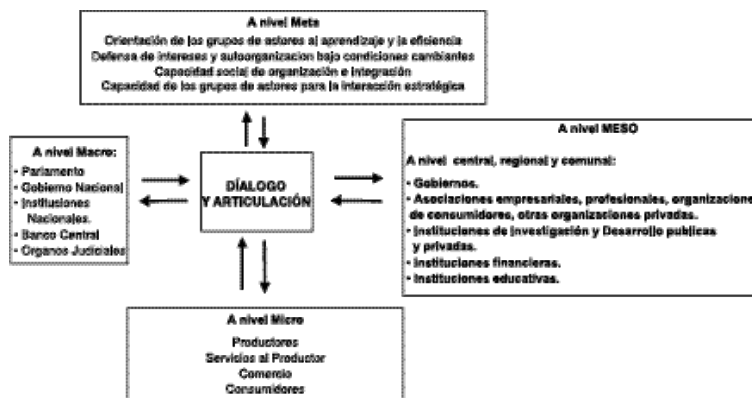 A nivel Meta
Orientación de los grupos de actores al aprendizaje y la eficiencia
Defensa de intereses y autoorganizacion bajo condiciones cambiantes
Capacidad social de organización e integración
Capacidad de los grupos de actores para la interacción estratégica
A nivel Macro:
• Parlamento
• Gobierno Nacional
• Instituciones
Nacionales.
• Banco Central
• Organos Judiciales
DÍALOGO
Y ARTICULACIÓN
A nivel MESO
A nivel central, regional y comunal:
• Gobiernos.
• Asociaciones empresariales, profesionales, organizacione
de consumidores, otras organizaciones privadas.
• Instituciones de Investigación y Desarrollo publicas
y privadas.
• Instituciones financieras.
• Instituciones educativas.
A nivel Micro
Productores
Servicios al Productor
Comercio
Consumidores